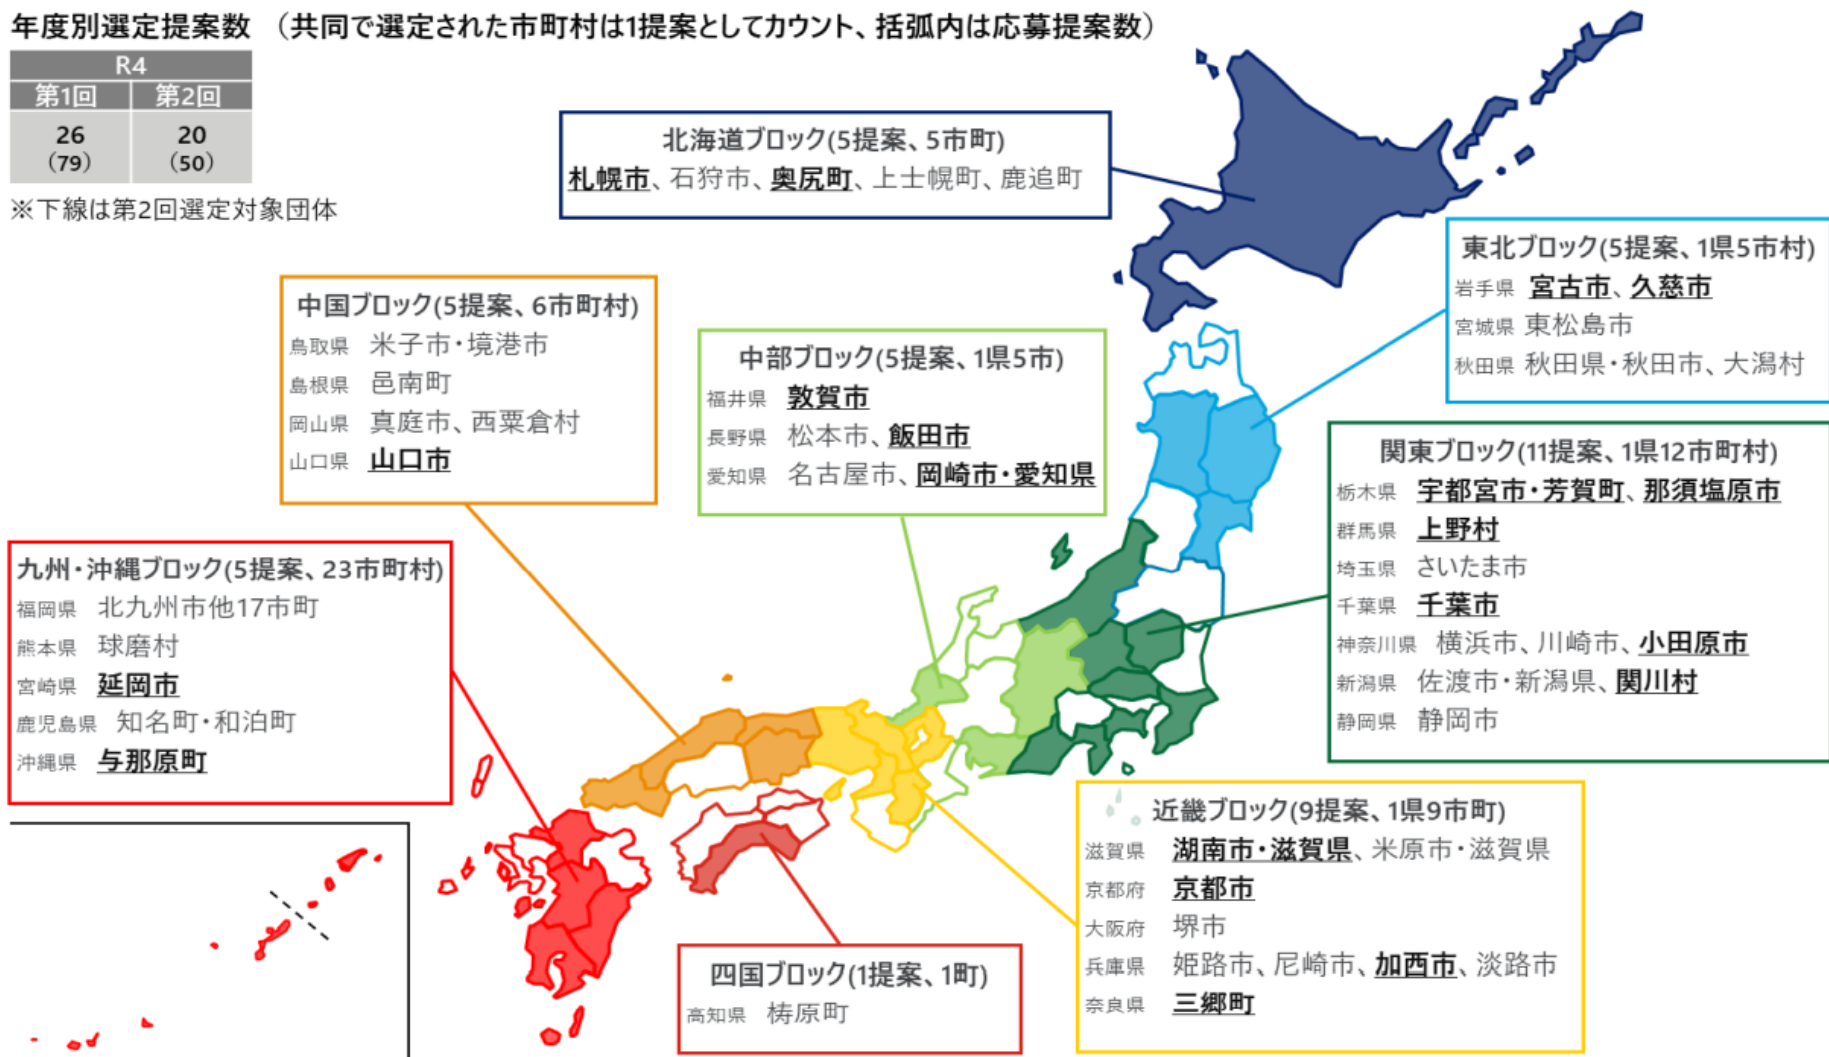 年度別選定提案数 （共同で選定された市町村は1提案としてカウント、括弧内は応募提案数）
R4
第1回 第2回
26 20
（79） （50）
※下線は第2回選定対象団体
北海道ブロック(5提案、5市町)
札幌市、石狩市、奥尻町、上士幌町、鹿追町
東北ブロック(5提案、1県5市村)
岩手県 宮古市、久慈市
宮城県 東松島市
秋田県 秋田県・秋田市、大潟村
中国ブロック(5提案、6市町村)
鳥取県 米子市・境港市
島根県 邑南町
岡山県 真庭市、西粟倉村
山口県 山口市
中部ブロック(5提案、1県5市)
福井県 敦賀市
長野県 松本市、飯田市
愛知県 名古屋市、岡崎市・愛知県
関東ブロック(11提案、1県12市町村)
栃木県 宇都宮市・芳賀町、那須塩原市
群馬県 上野村
埼玉県 さいたま市
千葉県 千葉市
神奈川県 横浜市、川崎市、小田原市
新潟県 佐渡市・新潟県、関川村
静岡県 静岡市
九州・沖縄ブロック(5提案、23市町村)
福岡県 北九州市他17市町
熊本県 球磨村
宮崎県 延岡市
鹿児島県 知名町・和泊町
沖縄県 与那原町
近畿ブロック(9提案、1県9市町)
滋賀県 湖南市・滋賀県、米原市・滋賀県
京都府 京都市
大阪府 堺市
兵庫県 姫路市、尼崎市、加西市、淡路市
奈良県 三郷町
四国ブロック(1提案、1町)
高知県 梼原町